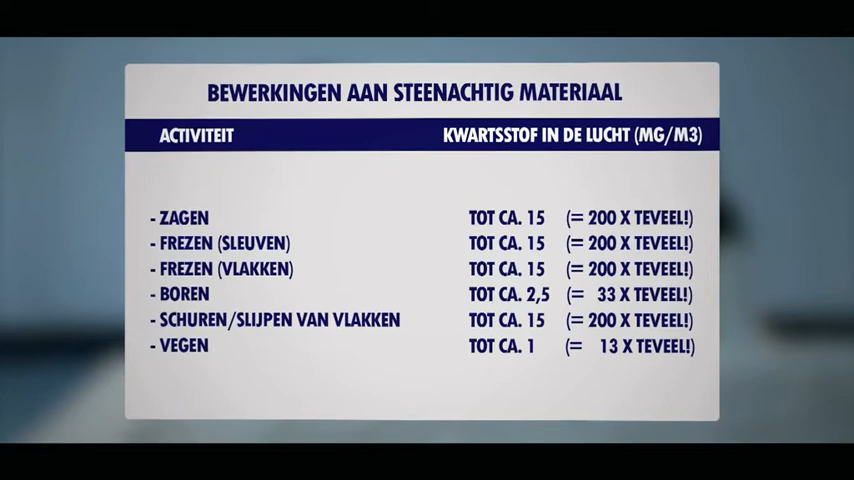 BEWERKINGEN AAN STEENACHTIG MATERIAAL
ACTIVITEIT KWARTSSTOF IN DE LUCHT (MG/M3)
- ZAGEN TOT CA. 15 (= 200 X TEVEEL!)
- FREZEN (SLEUVEN) TOT CA. 15 (= 200 X TEVEEL!)
- FREZEN (VLAKKEN) TOT CA. 15 (= 200 X TEVEEL!)
- BOREN TOT CA. 2,5 (= 33 X TEVEEL!)
- SCHUREN/SLIJPEN VAN VLAKKEN TOT CA. 15 (= 200 X TEVEEL!)
- VEGEN TOT CA. 1 (= 13 X TEVEEL!)